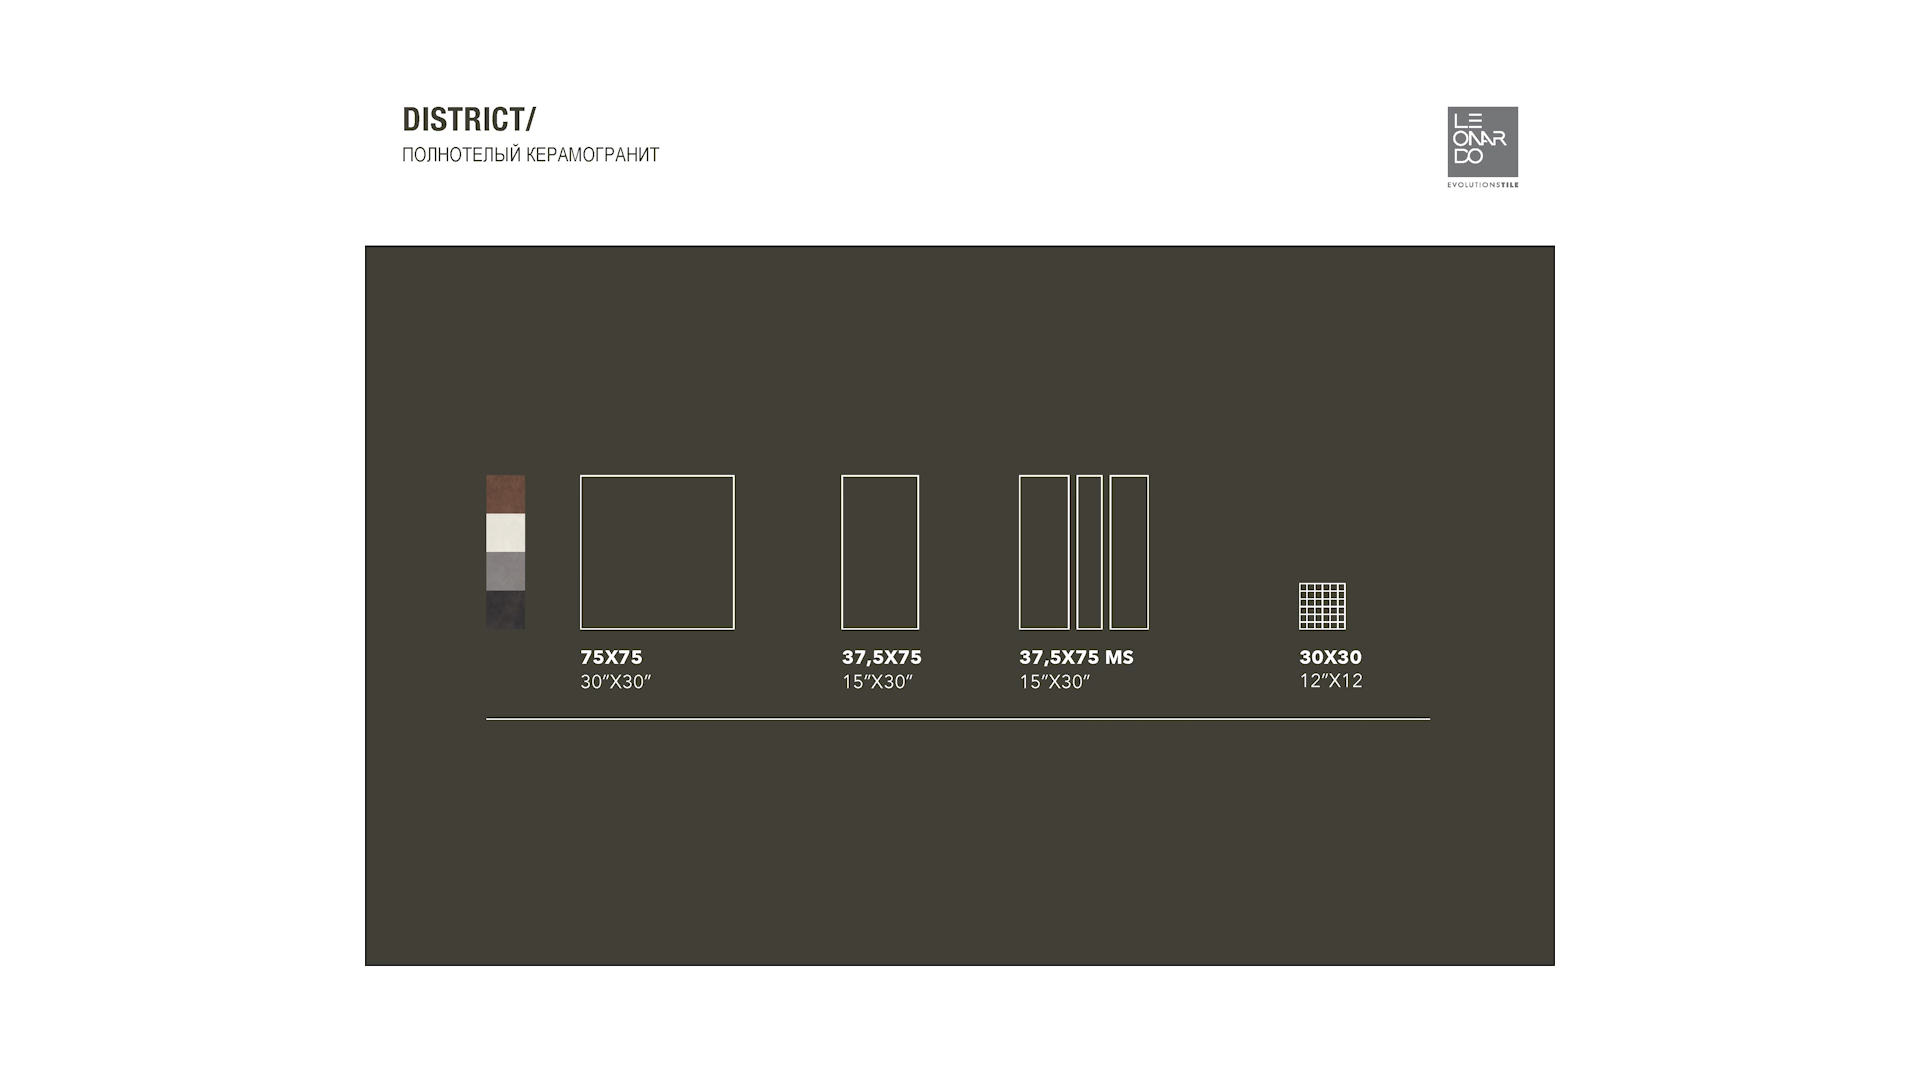 DISTRICT/
ПОЛНОТЕЛЫЙ КЕРАМОГРАНИТ
LE
ONAR
DO
EVOLUTIONSTILE
75X75
30”X30”
37,5X75
15”X30”
37,5X75 MS
15”X30”
30X30
12”X12